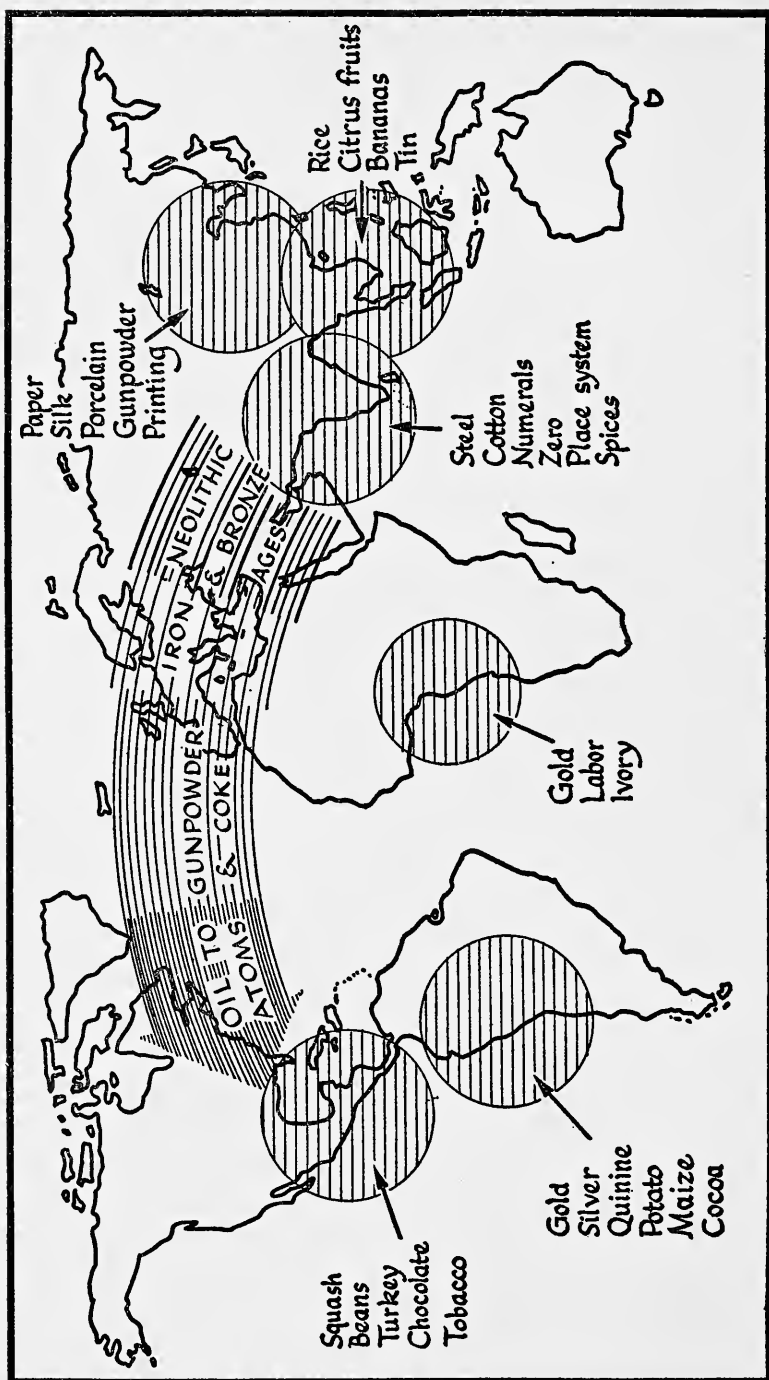 Paper
Silk
Porcelain
Gunpowder
Printing
Rice
Citrus fruits
Bananas
Tin
NEOLITHIC
IRON & BRONZE
AGES
GUNPOWDER
& COKE
OIL TO
ATOMS
Steel
Cotton
Numerals
Zero
Place system
Spices
Gold
Labor
Ivory
Squash
Beans
Turkey
Chocolate
Tobacco
Gold
Silver
Quinine
Potato
Maize
Cocoa